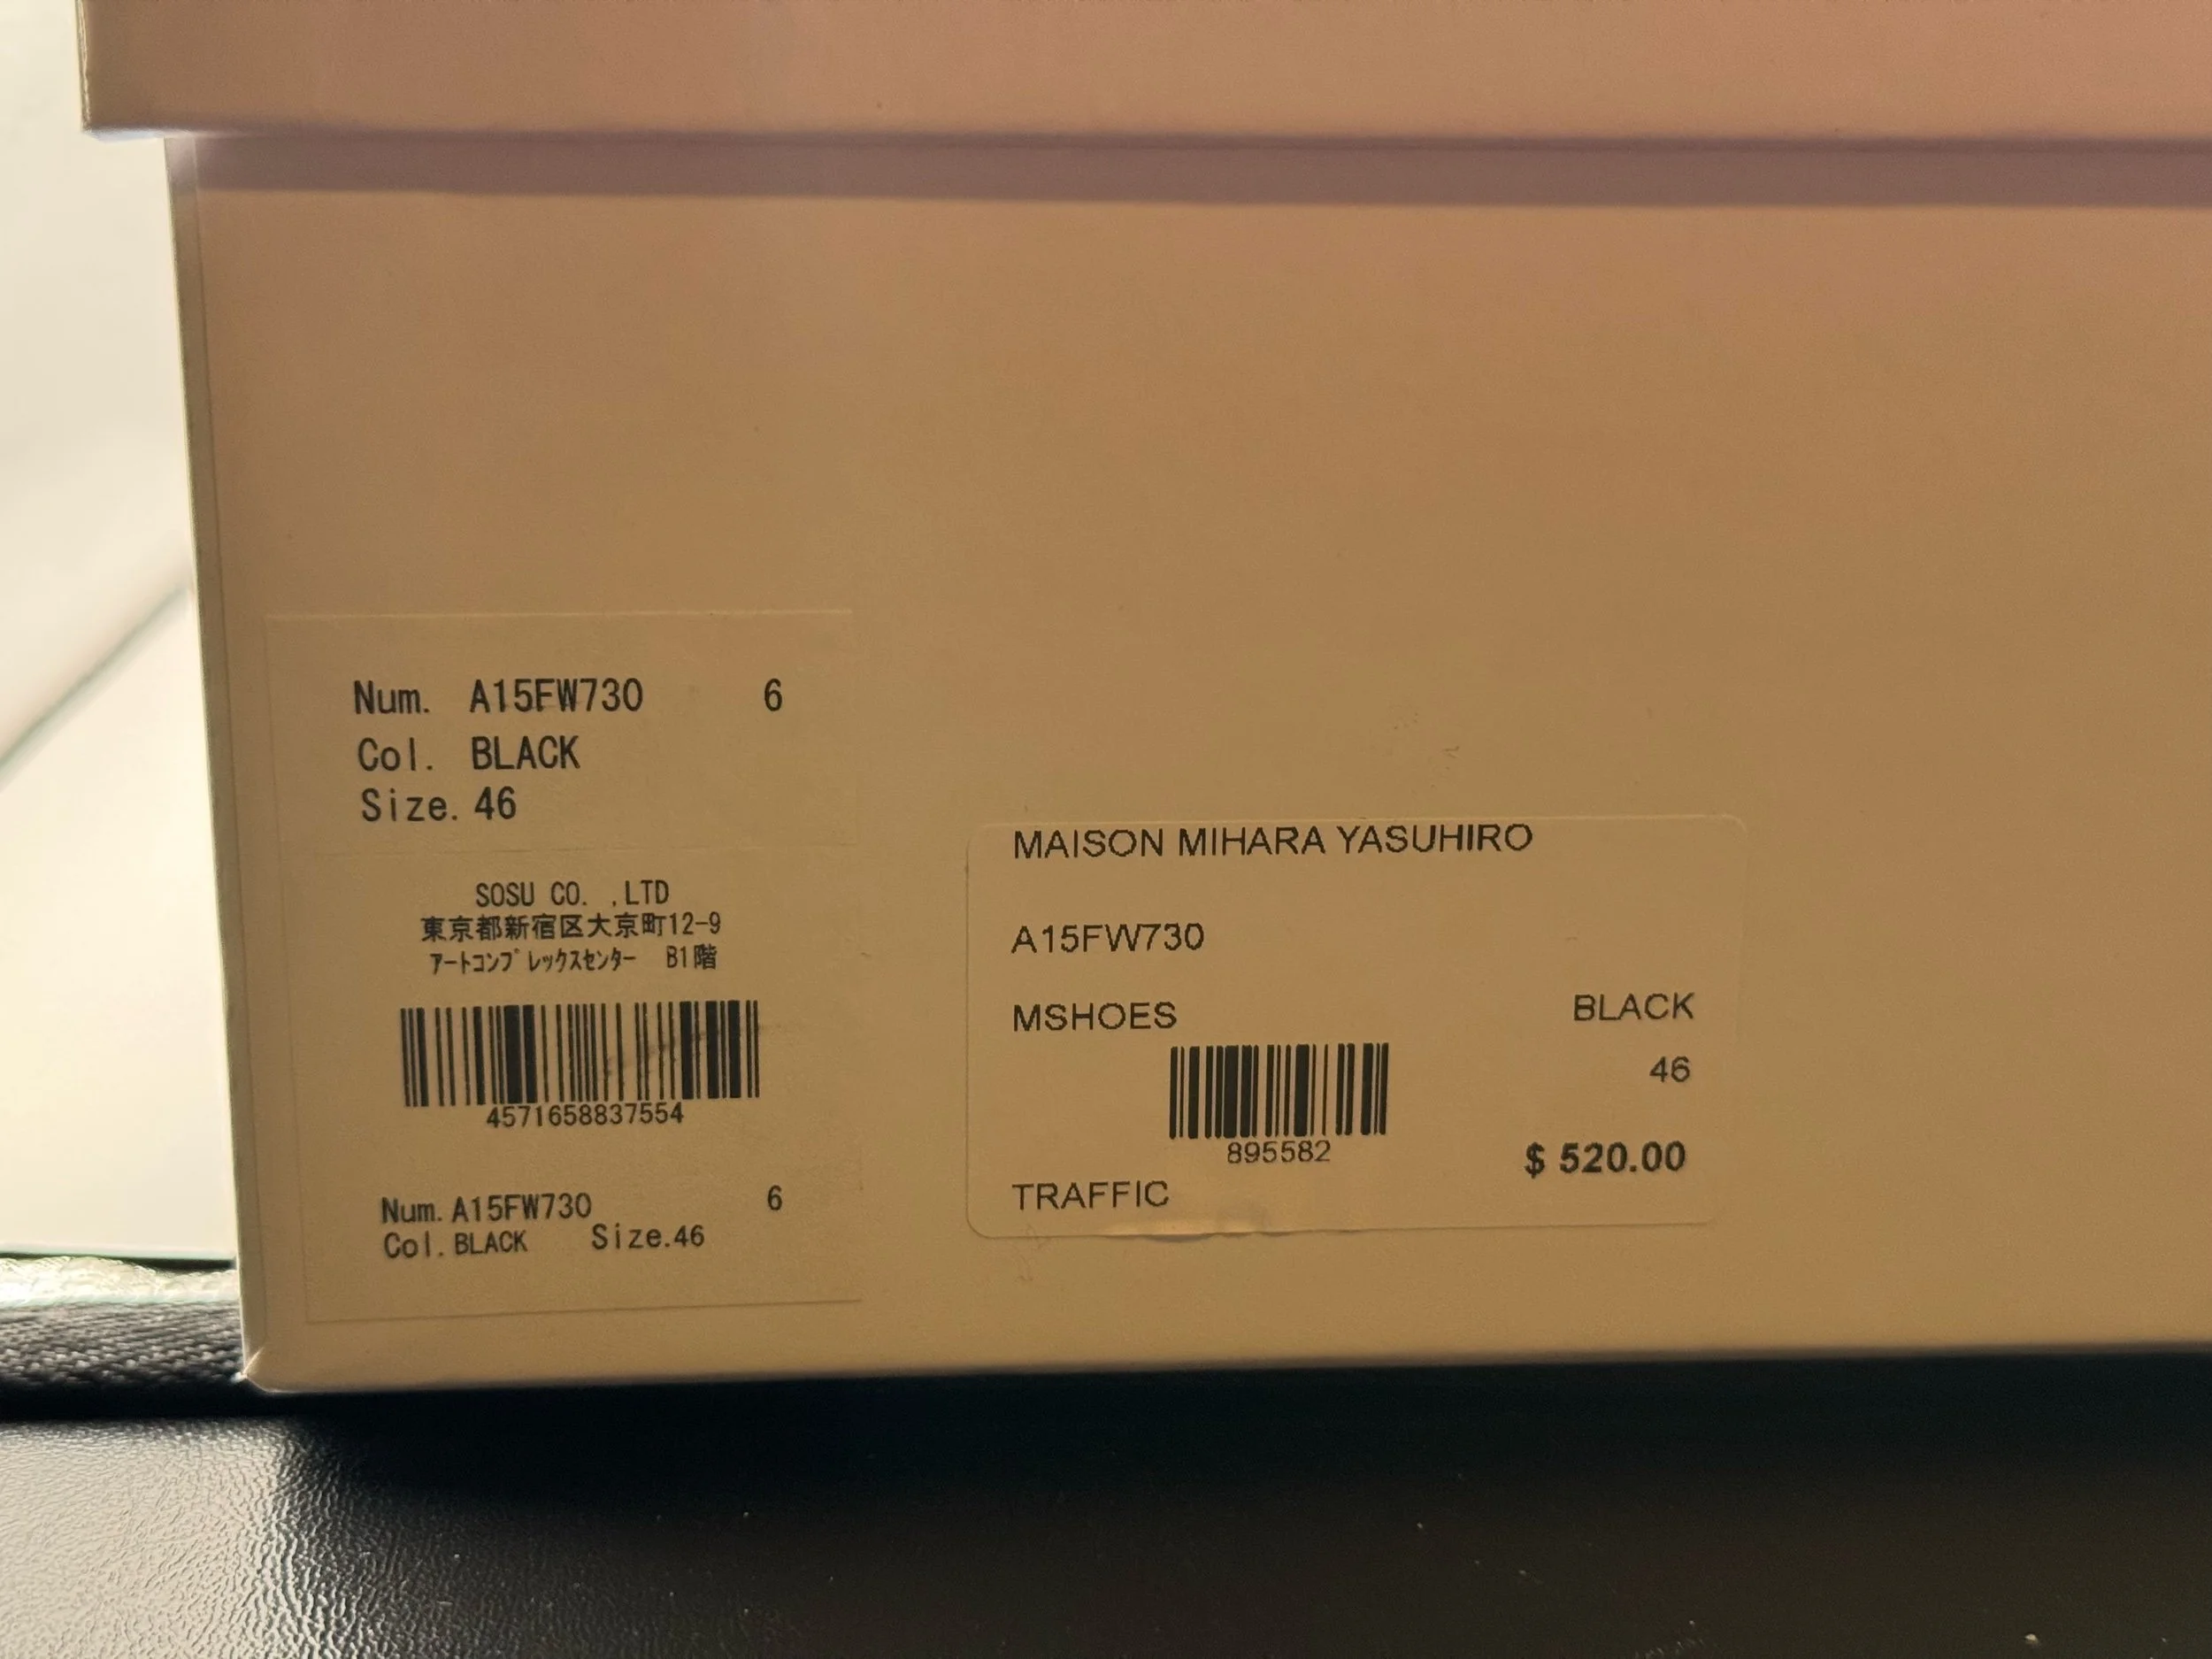 Num. A15FW730 6
Col. BLACK
Size. 46
SOSU CO. ,LTD
東京都新宿区大京町12-9
ｱｰﾄｺﾝﾌﾟﾚｯｸｽｾﾝﾀｰ B1階
4571658837554
Num. A15FW730 6
Col. BLACK Size.46
MAISON MIHARA YASUHIRO
A15FW730
MSHOES BLACK
46
895582
$ 520.00
TRAFFIC